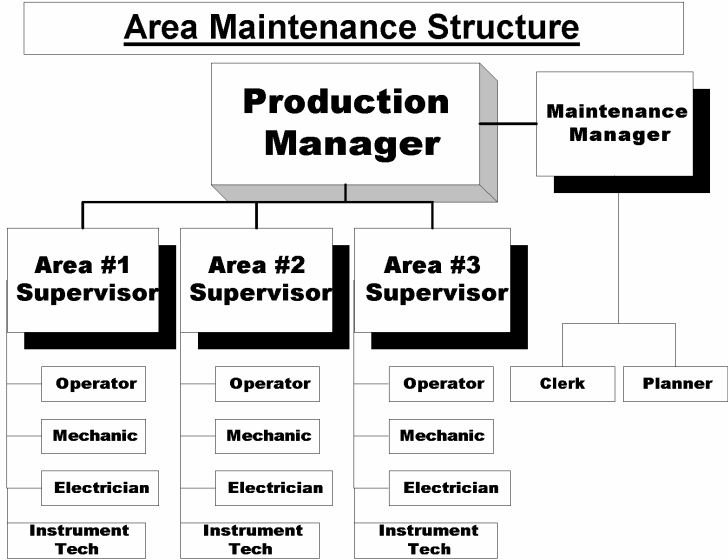 Area Maintenance Structure
Production
Manager
Maintenance
Manager
Area #1
Supervisor
Area #2
Supervisor
Area #3
Supervisor
Operator
Operator
Operator
Clerk
Planner
Mechanic
Mechanic
Mechanic
Electrician
Electrician
Electrician
Instrument
Tech
Instrument
Tech
Instrument
Tech